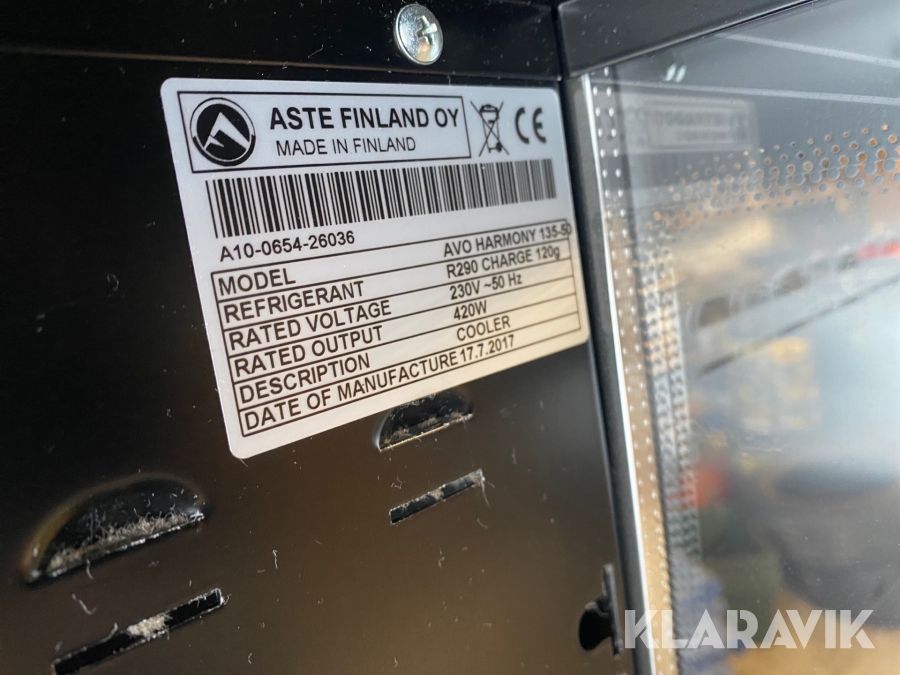 ASTE FINLAND OY
MADE IN FINLAND
CE
A10-0654-26036
MODEL AVO HARMONY 135-50
REFRIGERANT R290 CHARGE 120g
RATED VOLTAGE 230V ~50 Hz
RATED OUTPUT 420W
DESCRIPTION COOLER
DATE OF MANUFACTURE 17.7.2017
KLARAVIK